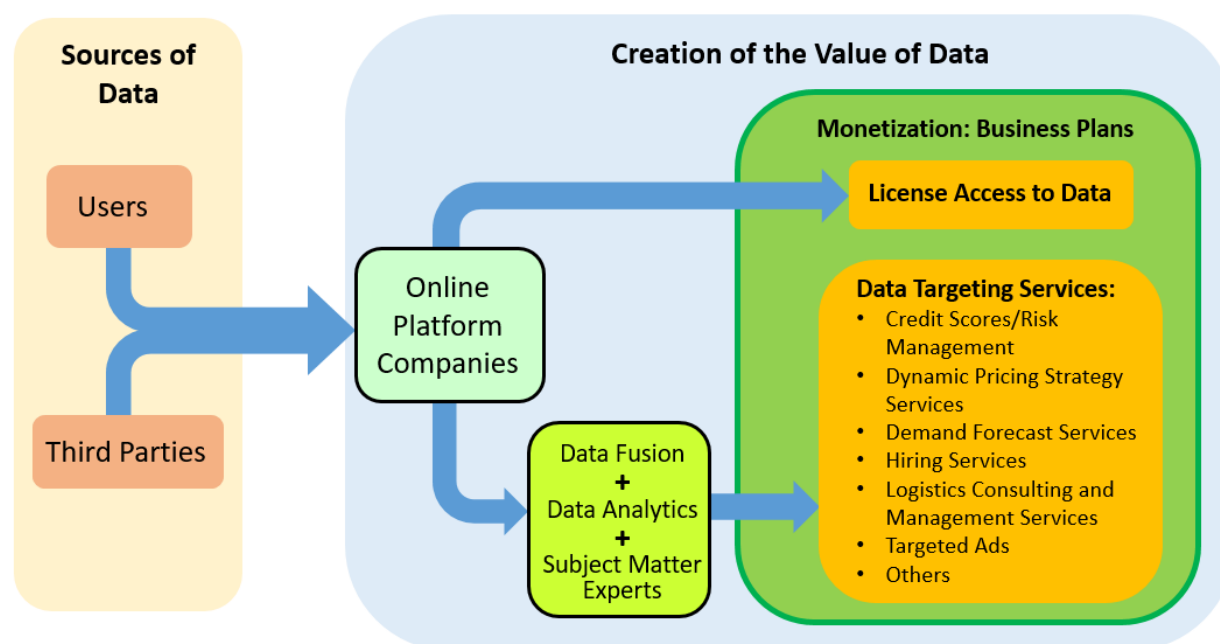 Sources of
Data
Users
Third Parties
Creation of the Value of Data
Online
Platform
Companies
Data Fusion
+
Data Analytics
+
Subject Matter
Experts
Monetization: Business Plans
License Access to Data
Data Targeting Services:
• Credit Scores/Risk
Management
• Dynamic Pricing Strategy
Services
• Demand Forecast Services
• Hiring Services
• Logistics Consulting and
Management Services
• Targeted Ads
• Others